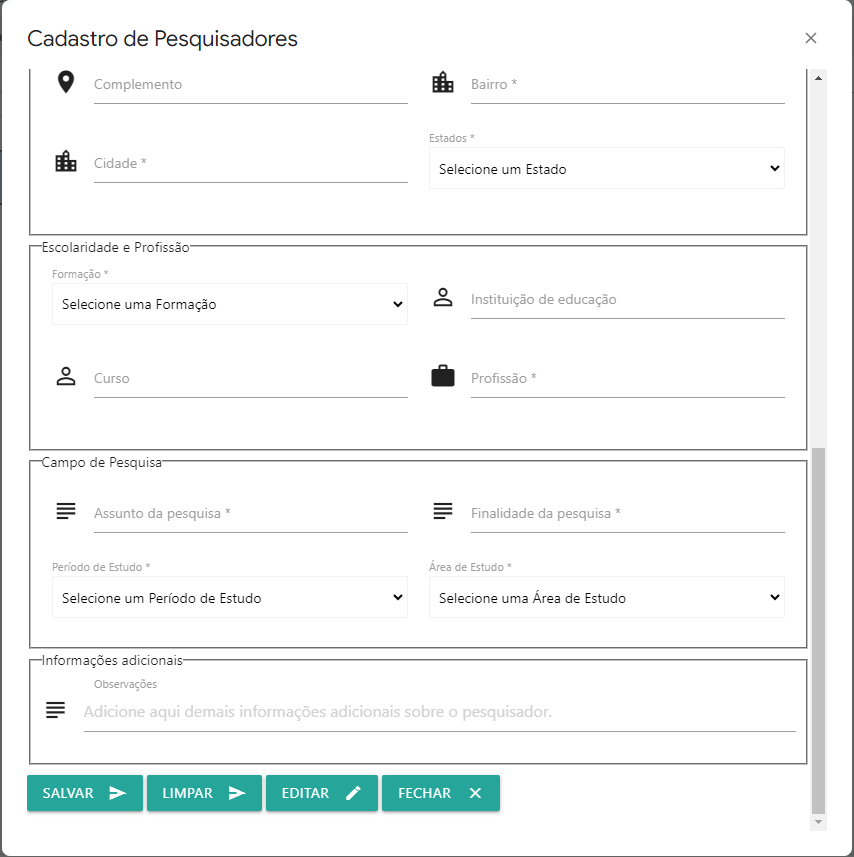 Cadastro de Pesquisadores
Complemento
Bairro *
Estados *
Cidade *
Selecione um Estado
Escolaridade e Profissão
Formação *
Selecione uma Formação
Instituição de educação
Curso
Profissão *
Campo de Pesquisa
Assunto da pesquisa *
Finalidade da pesquisa *
Período de Estudo *
Área de Estudo *
Selecione um Período de Estudo
Selecione uma Área de Estudo
Informações adicionais
Observações
Adicione aqui demais informações adicionais sobre o pesquisador.
SALVAR
LIMPAR
EDITAR
FECHAR